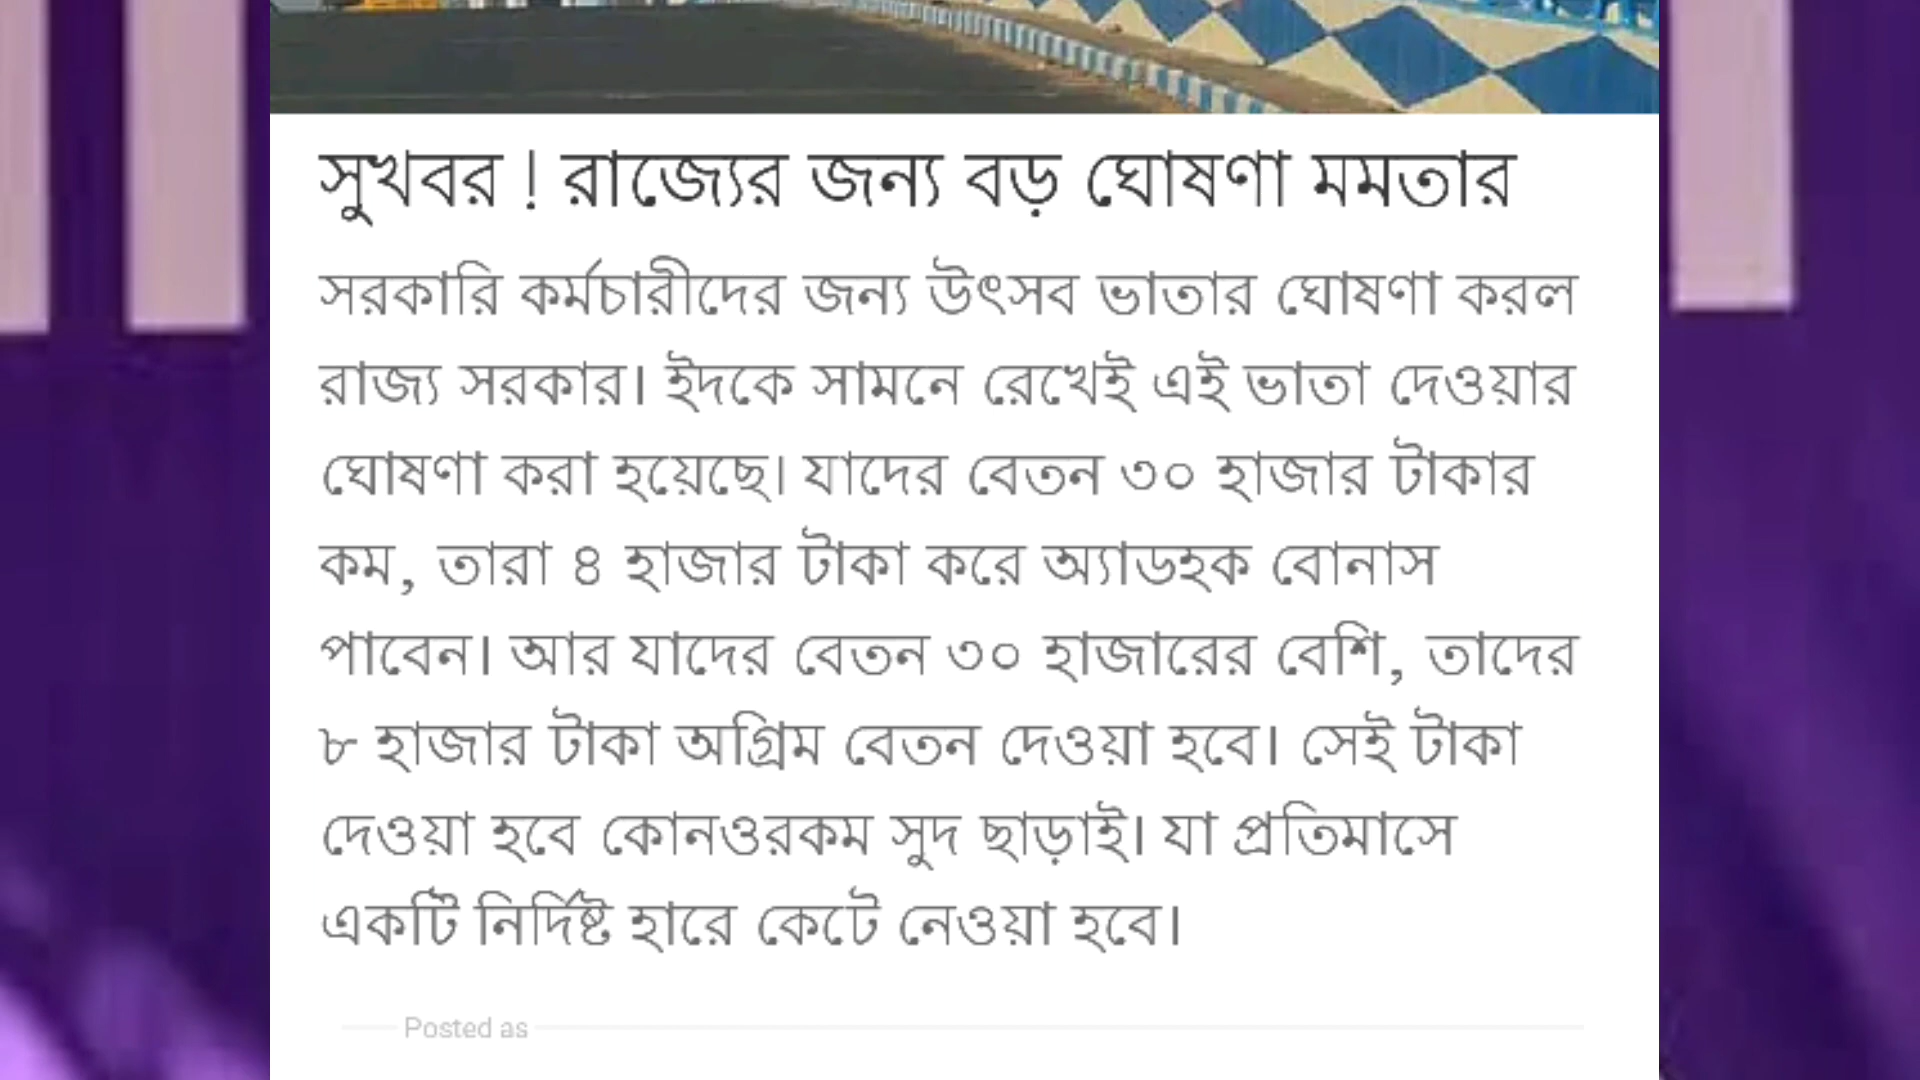 সুখবর ! রাজ্যের জন্য বড় ঘোষণা মমতার
সরকারি কর্মচারীদের জন্য উৎসব ভাতার ঘোষণা করল
রাজ্য সরকার। ইদকে সামনে রেখেই এই ভাতা দেওয়ার
ঘোষণা করা হয়েছে। যাদের বেতন ৩০ হাজার টাকার
কম, তারা ৪ হাজার টাকা করে অ্যাডহক বোনাস
পাবেন। আর যাদের বেতন ৩০ হাজারের বেশি, তাদের
৮ হাজার টাকা অগ্রিম বেতন দেওয়া হবে। সেই টাকা
দেওয়া হবে কোনওরকম সুদ ছাড়াই। যা প্রতিমাসে
একটি নির্দিষ্ট হারে কেটে নেওয়া হবে।
Posted as